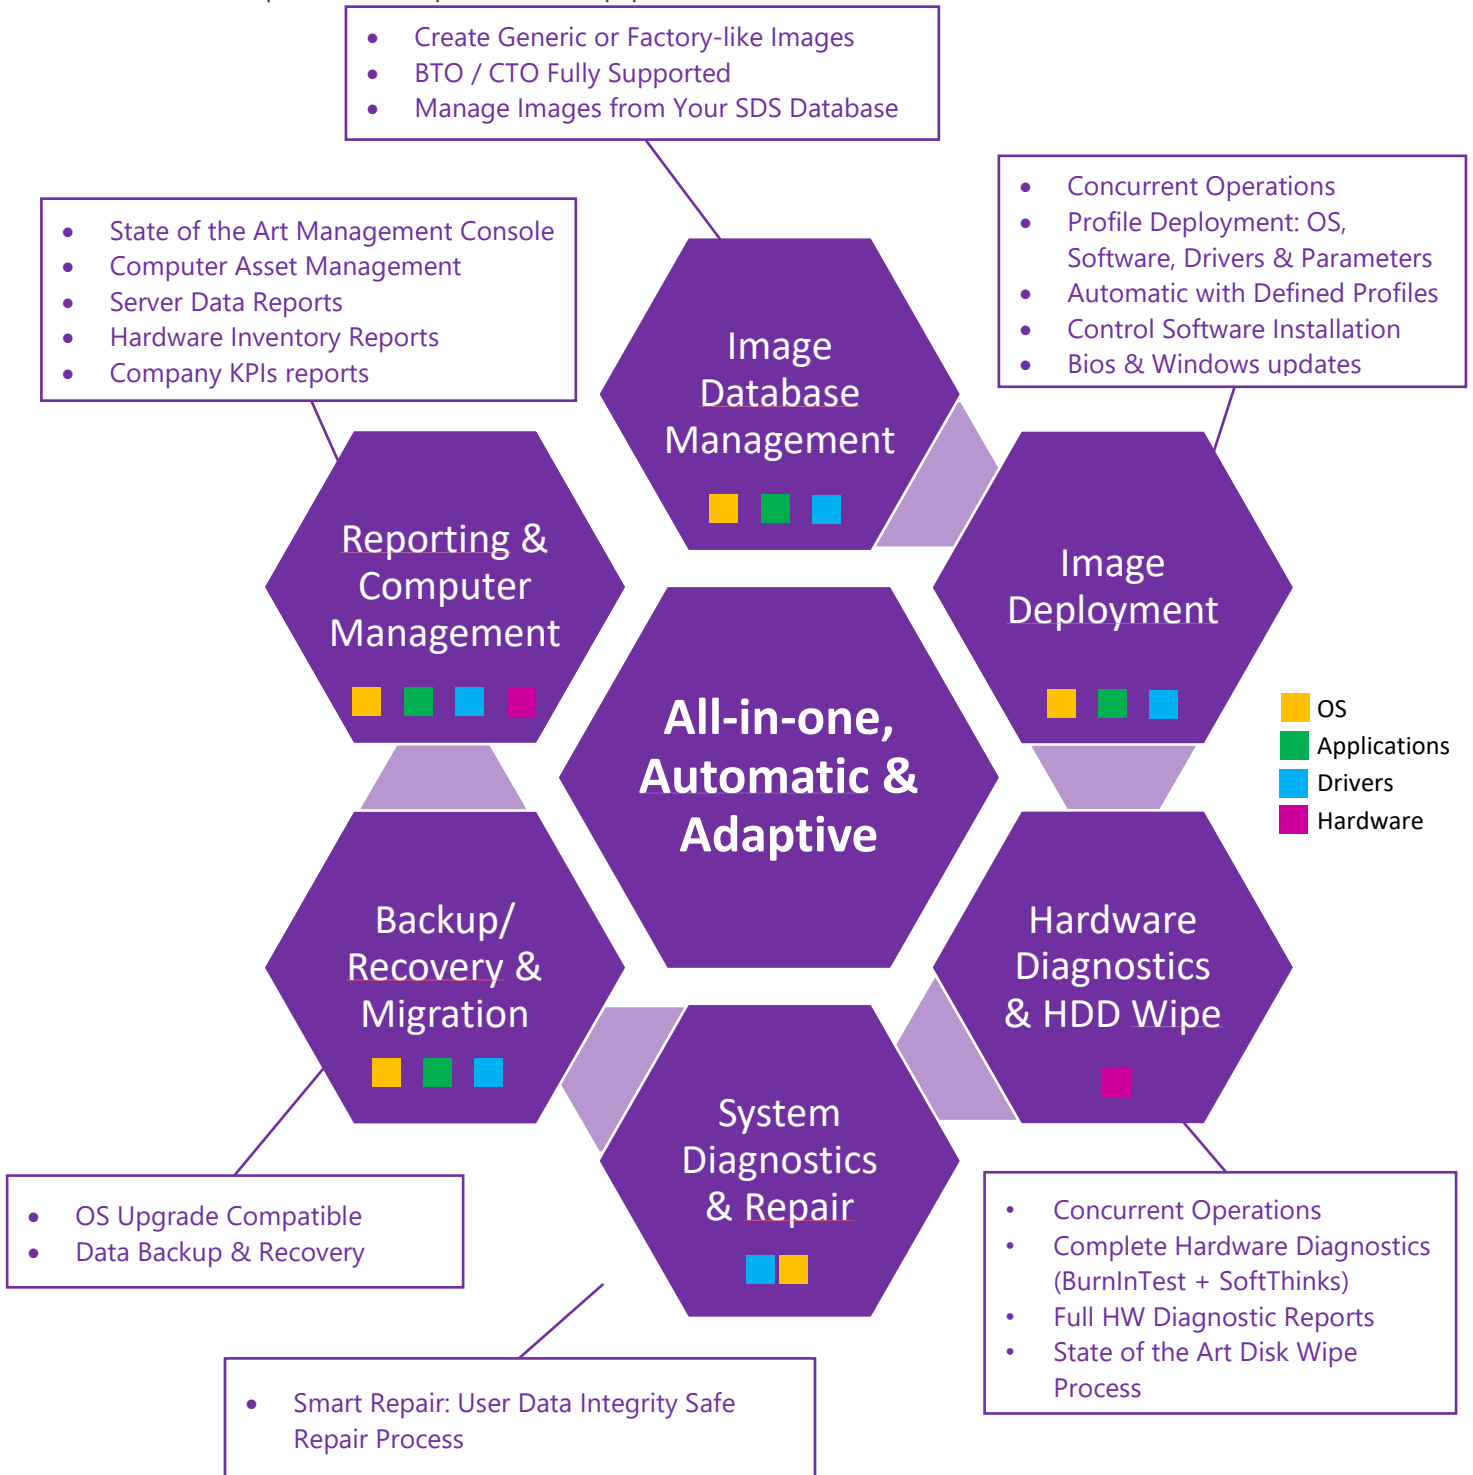 • Create Generic or Factory-like Images
• BTO / CTO Fully Supported
• Manage Images from Your SDS Database
• State of the Art Management Console
• Computer Asset Management
• Server Data Reports
• Hardware Inventory Reports
• Company KPIs reports
• Concurrent Operations
• Profile Deployment: OS,
Software, Drivers & Parameters
• Automatic with Defined Profiles
• Control Software Installation
• Bios & Windows updates
Image
Database
Management
Reporting &
Computer
Management
Image
Deployment
All-in-one,
Automatic &
Adaptive
OS
Applications
Drivers
Hardware
Backup/
Recovery &
Migration
Hardware
Diagnostics
& HDD Wipe
System
Diagnostics
& Repair
• OS Upgrade Compatible
• Data Backup & Recovery
• Concurrent Operations
• Complete Hardware Diagnostics
(BurnInTest + SoftThinks)
• Full HW Diagnostic Reports
• State of the Art Disk Wipe
Process
• Smart Repair: User Data Integrity Safe
Repair Process